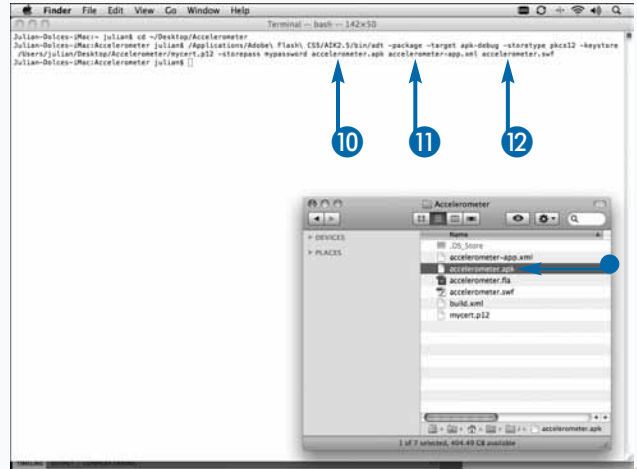 Finder File Edit View Go Window Help
Terminal — bash — 142×50
Julian-Dolces-iMac:~ julian$ cd ~/Desktop/Accelerometer
Julian-Dolces-iMac:Accelerometer julian$ /Applications/Adobe\ Flash\ CS5/AIK2.5/bin/adt -package -target apk-debug -storetype pkcs12 -keystore
/Users/julian/Desktop/Accelerometer/mycert.p12 -storepass mypassword accelerometer.apk accelerometer-app.xml accelerometer.swf
Julian-Dolces-iMac:Accelerometer julian$
10 11 12
Accelerometer
Name
DEVICES
PLACES
.DS_Store
accelerometer-app.xml
accelerometer.apk
accelerometer.fla
accelerometer.swf
build.xml
mycert.p12
accelerometer.apk
1 of 7 selected, 404.49 GB available